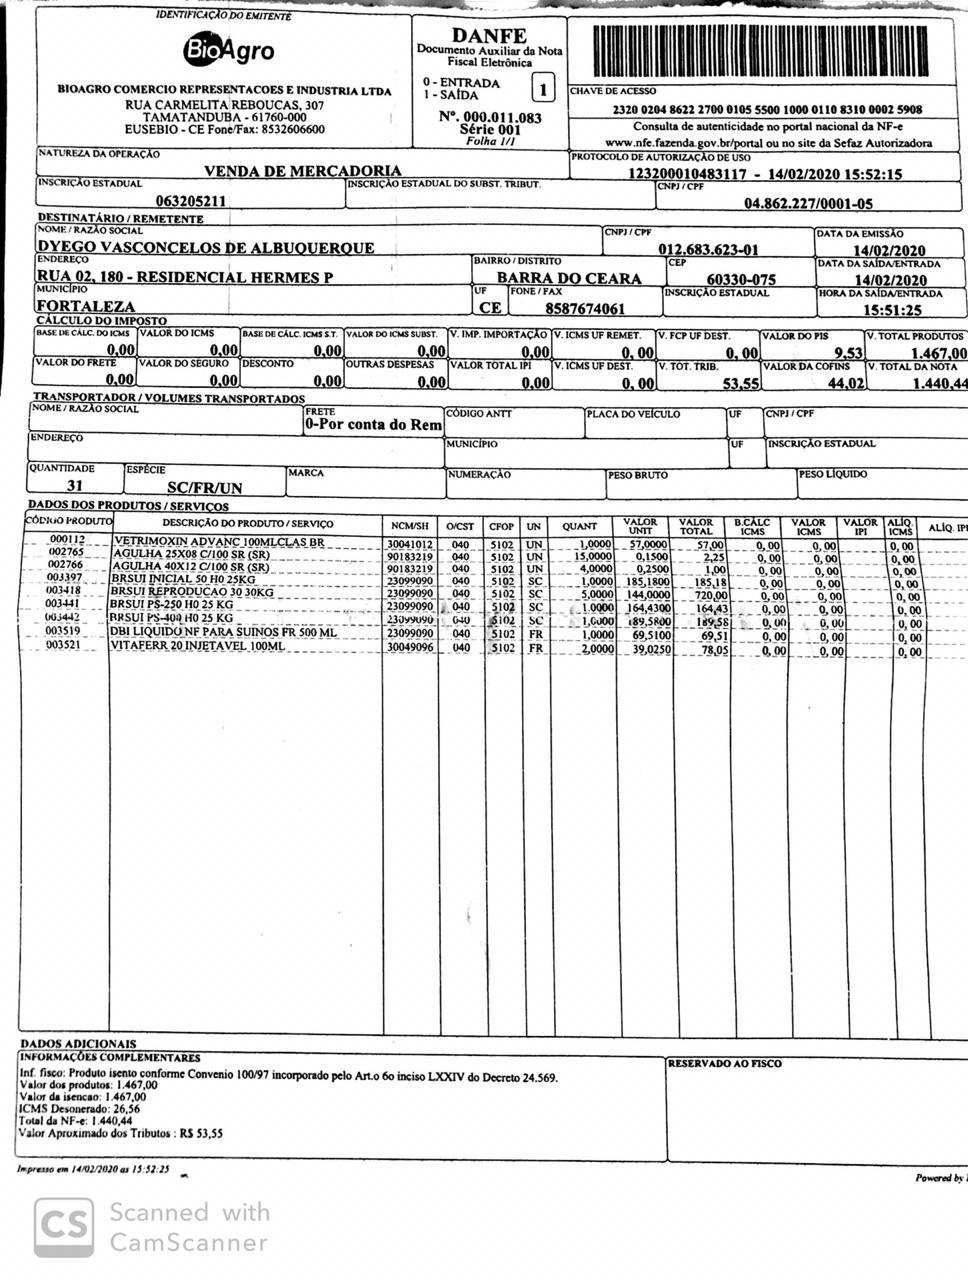 IDENTIFICAÇÃO DO EMITENTE
BioAgro
BIOAGRO COMERCIO REPRESENTACOES E INDUSTRIA LTDA
RUA CARMELITA REBOUCAS, 307
TAMATANDUBA - 61760-000
EUSEBIO - CE Fone/Fax: 8532606600
DANFE
Documento Auxiliar da Nota
Fiscal Eletrônica
0 - ENTRADA
1 - SAÍDA
1
Nº. 000.011.083
Série 001
Folha 1/1
CHAVE DE ACESSO
2320 0204 8622 2700 0105 5500 1000 0110 8310 0002 5908
Consulta de autenticidade no portal nacional da NF-e
www.nfe.fazenda.gov.br/portal ou no site da Sefaz Autorizadora
NATUREZA DA OPERAÇÃO
VENDA DE MERCADORIA
PROTOCOLO DE AUTORIZAÇÃO DE USO
123200010483117 - 14/02/2020 15:52:15
INSCRIÇÃO ESTADUAL
063205211
INSCRIÇÃO ESTADUAL DO SUBST. TRIBUT.
CNPJ / CPF
04.862.227/0001-05
DESTINATÁRIO / REMETENTE
NOME / RAZÃO SOCIAL
DYEGO VASCONCELOS DE ALBUQUERQUE
CNPJ / CPF
012.683.623-01
DATA DA EMISSÃO
14/02/2020
ENDEREÇO
RUA 02, 180 - RESIDENCIAL HERMES P
BAIRRO / DISTRITO
BARRA DO CEARA
CEP
60330-075
DATA DA SAÍDA/ENTRADA
14/02/2020
MUNICÍPIO
FORTALEZA
UF
CE
FONE / FAX
8587674061
INSCRIÇÃO ESTADUAL
HORA DA SAÍDA/ENTRADA
15:51:25
CÁLCULO DO IMPOSTO
BASE DE CÁLC. DO ICMS VALOR DO ICMS BASE DE CÁLC. ICMS S.T. VALOR DO ICMS SUBST. V. IMP. IMPORTAÇÃO V. ICMS UF REMET. V. FCP UF DEST. VALOR DO PIS V. TOTAL PRODUTOS
0,00 0,00 0,00 0,00 0,00 0,00 0,00 9,53 1.467,00
VALOR DO FRETE VALOR DO SEGURO DESCONTO OUTRAS DESPESAS VALOR TOTAL IPI V. ICMS UF DEST. V. TOT. TRIB. VALOR DA COFINS V. TOTAL DA NOTA
0,00 0,00 0,00 0,00 0,00 0,00 53,55 44,02 1.440,44
TRANSPORTADOR / VOLUMES TRANSPORTADOS
NOME / RAZÃO SOCIAL FRETE CÓDIGO ANTT PLACA DO VEÍCULO UF CNPJ / CPF
0-Por conta do Rem
ENDEREÇO MUNICÍPIO UF INSCRIÇÃO ESTADUAL
QUANTIDADE ESPÉCIE MARCA NUMERAÇÃO PESO BRUTO PESO LÍQUIDO
31 SC/FR/UN
DADOS DOS PRODUTOS / SERVIÇOS
CÓDIGO PRODUTO DESCRIÇÃO DO PRODUTO / SERVIÇO NCM/SH O/CST CFOP UN QUANT VALOR UNIT VALOR TOTAL B.CÁLC ICMS VALOR ICMS VALOR IPI ALÍQ. ICMS ALÍQ. IPI
000112 VETRIMOXIN ADVANC 100MLCLAS BR 30041012 040 5102 UN 1,0000 57,0000 57,00 0,00 0,00 0,00
002765 AGULHA 25X08 C/100 SR (SR) 90183219 040 5102 UN 15,0000 0,1500 2,25 0,00 0,00 0,00
002766 AGULHA 40X12 C/100 SR (SR) 90183219 040 5102 UN 4,0000 0,2500 1,00 0,00 0,00 0,00
003397 BRSUI INICIAL 50 H0 25KG 23099090 040 5102 SC 1,0000 185,1800 185,18 0,00 0,00 0,00
003418 BRSUI REPRODUCAO 30 30KG 23099090 040 5102 SC 5,0000 144,0000 720,00 0,00 0,00 0,00
003441 BRSUI PS-250 H0 25 KG 23099090 040 5102 SC 1,0000 164,4300 164,43 0,00 0,00 0,00
003442 BRSUI PS-400 H0 25 KG 23099090 040 5102 SC 1,0000 189,5800 189,58 0,00 0,00 0,00
003519 DBI LIQUIDO NF PARA SUINOS FR 500 ML 23099090 040 5102 FR 1,0000 69,5100 69,51 0,00 0,00 0,00
003521 VITAFERR 20 INJETAVEL 100ML 30049096 040 5102 FR 2,0000 39,0250 78,05 0,00 0,00 0,00
DADOS ADICIONAIS
INFORMAÇÕES COMPLEMENTARES
Inf. fisco: Produto isento conforme Convenio 100/97 incorporado pelo Art.o 6o inciso LXXIV do Decreto 24.569.
Valor dos produtos: 1.467,00
Valor da isencao: 1.467,00
ICMS Desonerado: 26,56
Total da NF-e: 1.440,44
Valor Aproximado dos Tributos : R$ 53,55
RESERVADO AO FISCO
Impresso em 14/02/2020 as 15:52:25
Powered by
CS
Scanned with
CamScanner